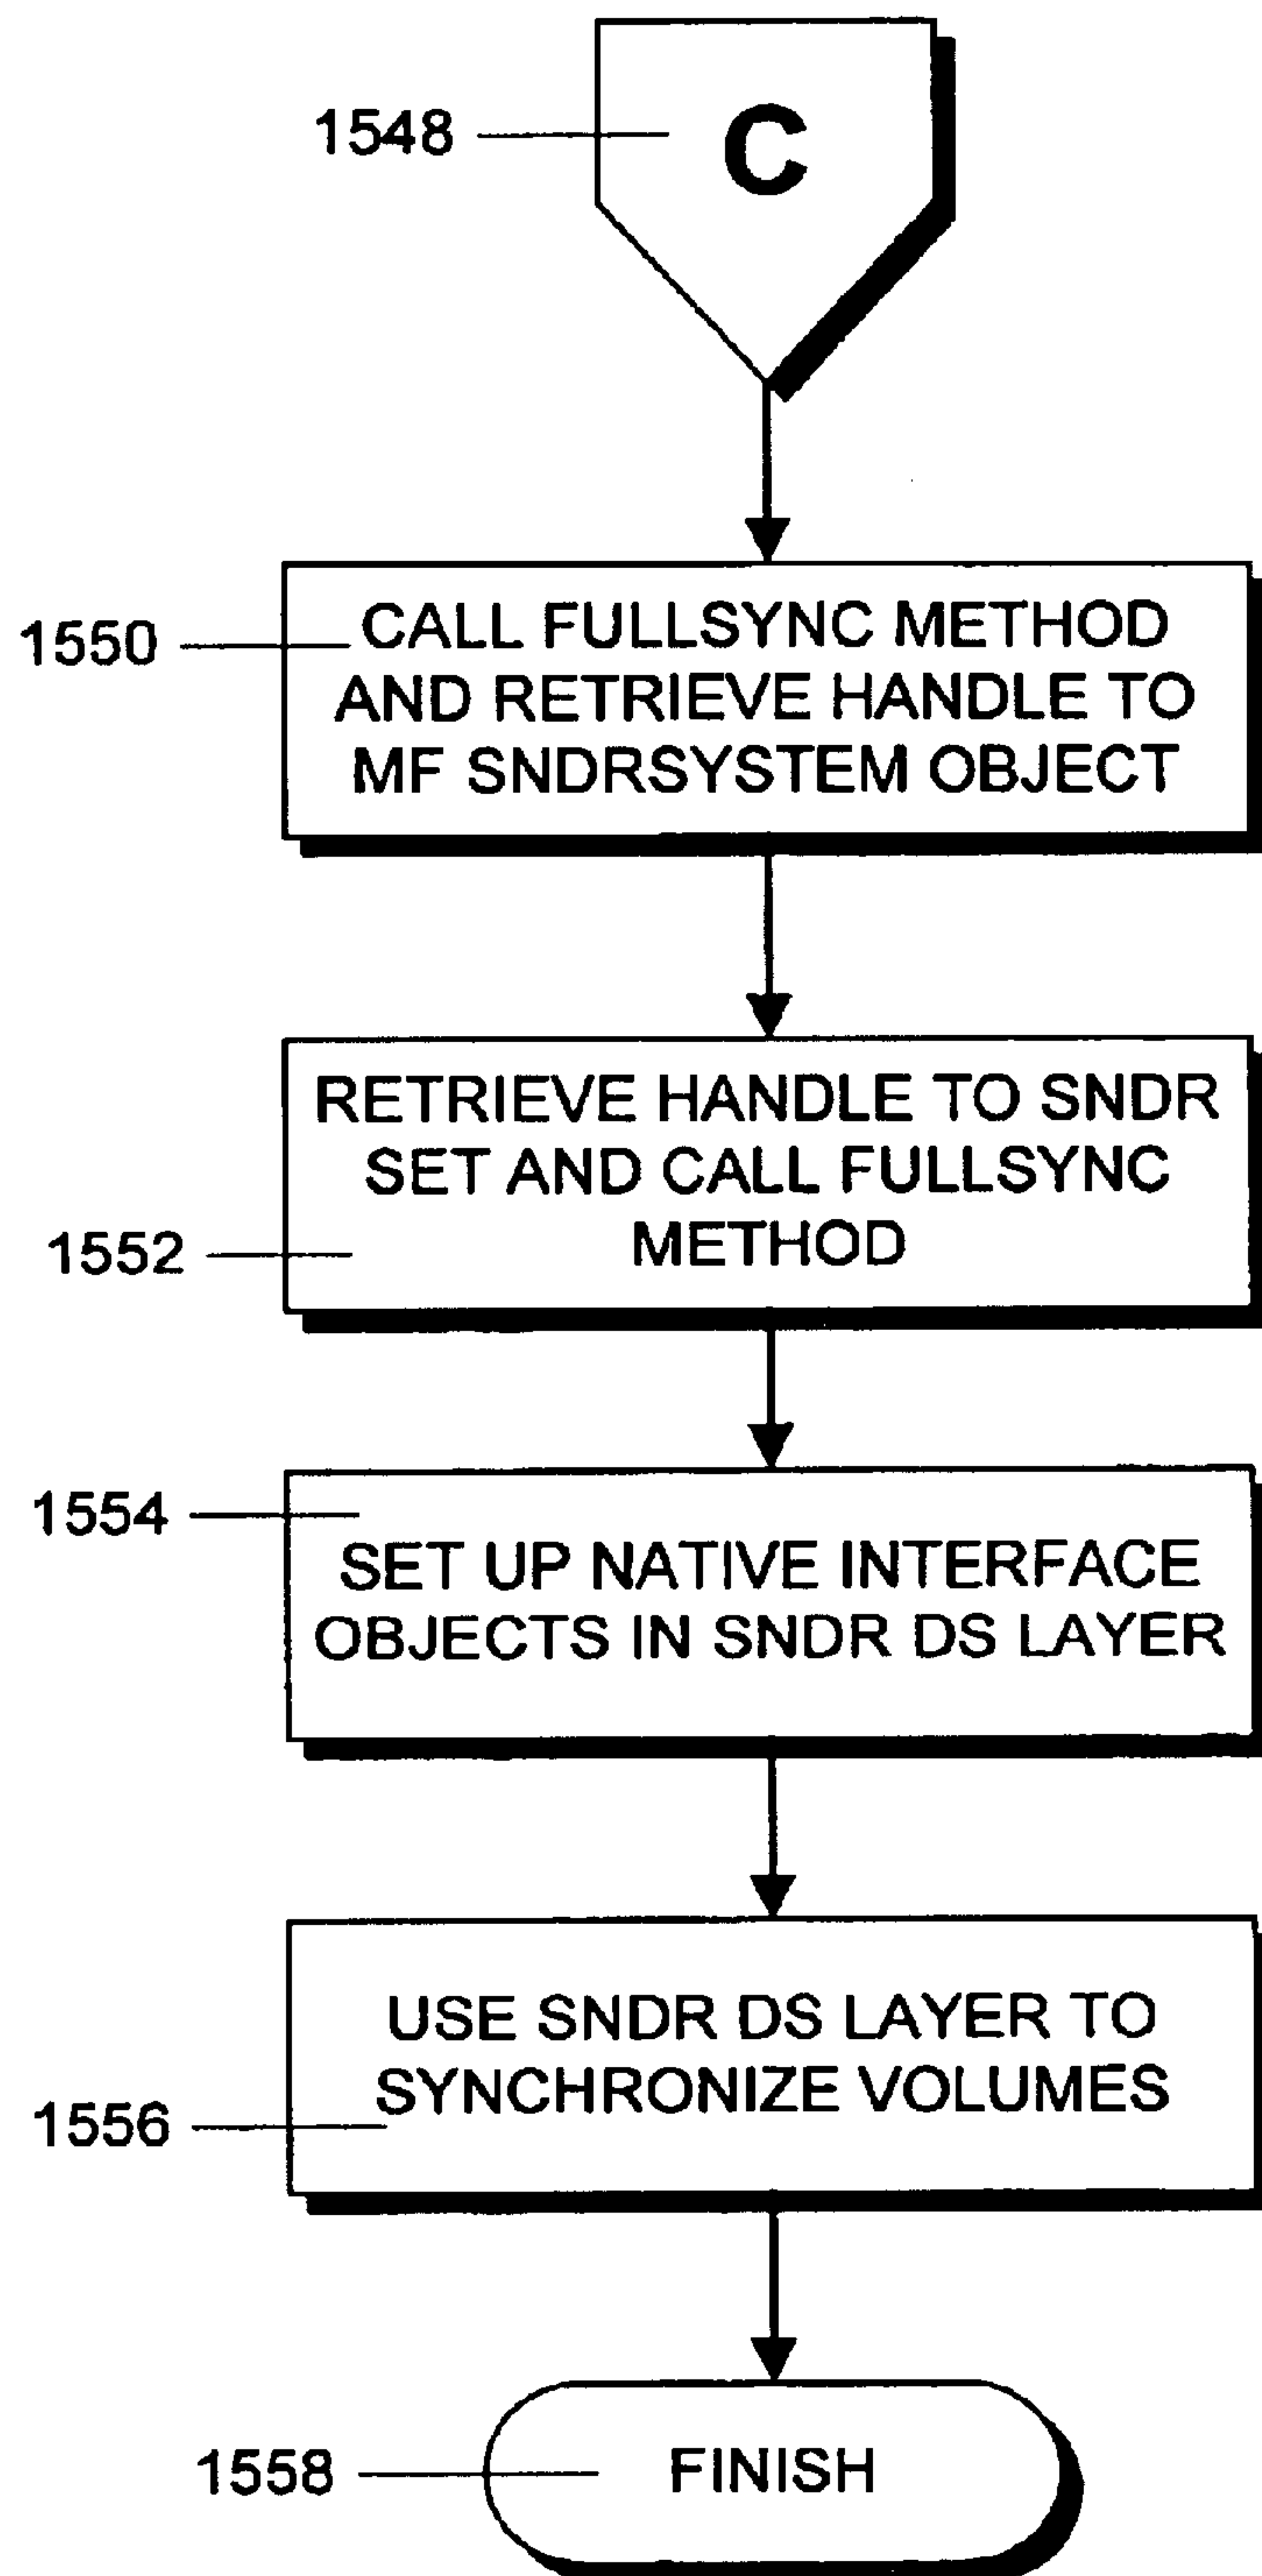 1548
C
1550
CALL FULLSYNC METHOD
AND RETRIEVE HANDLE TO
MF SNDRSYSTEM OBJECT
RETRIEVE HANDLE TO SNDR
SET AND CALL FULLSYNC
METHOD
1552
1554
SET UP NATIVE INTERFACE
OBJECTS IN SNDR DS LAYER
USE SNDR DS LAYER TO
SYNCHRONIZE VOLUMES
1556
1558
FINISH